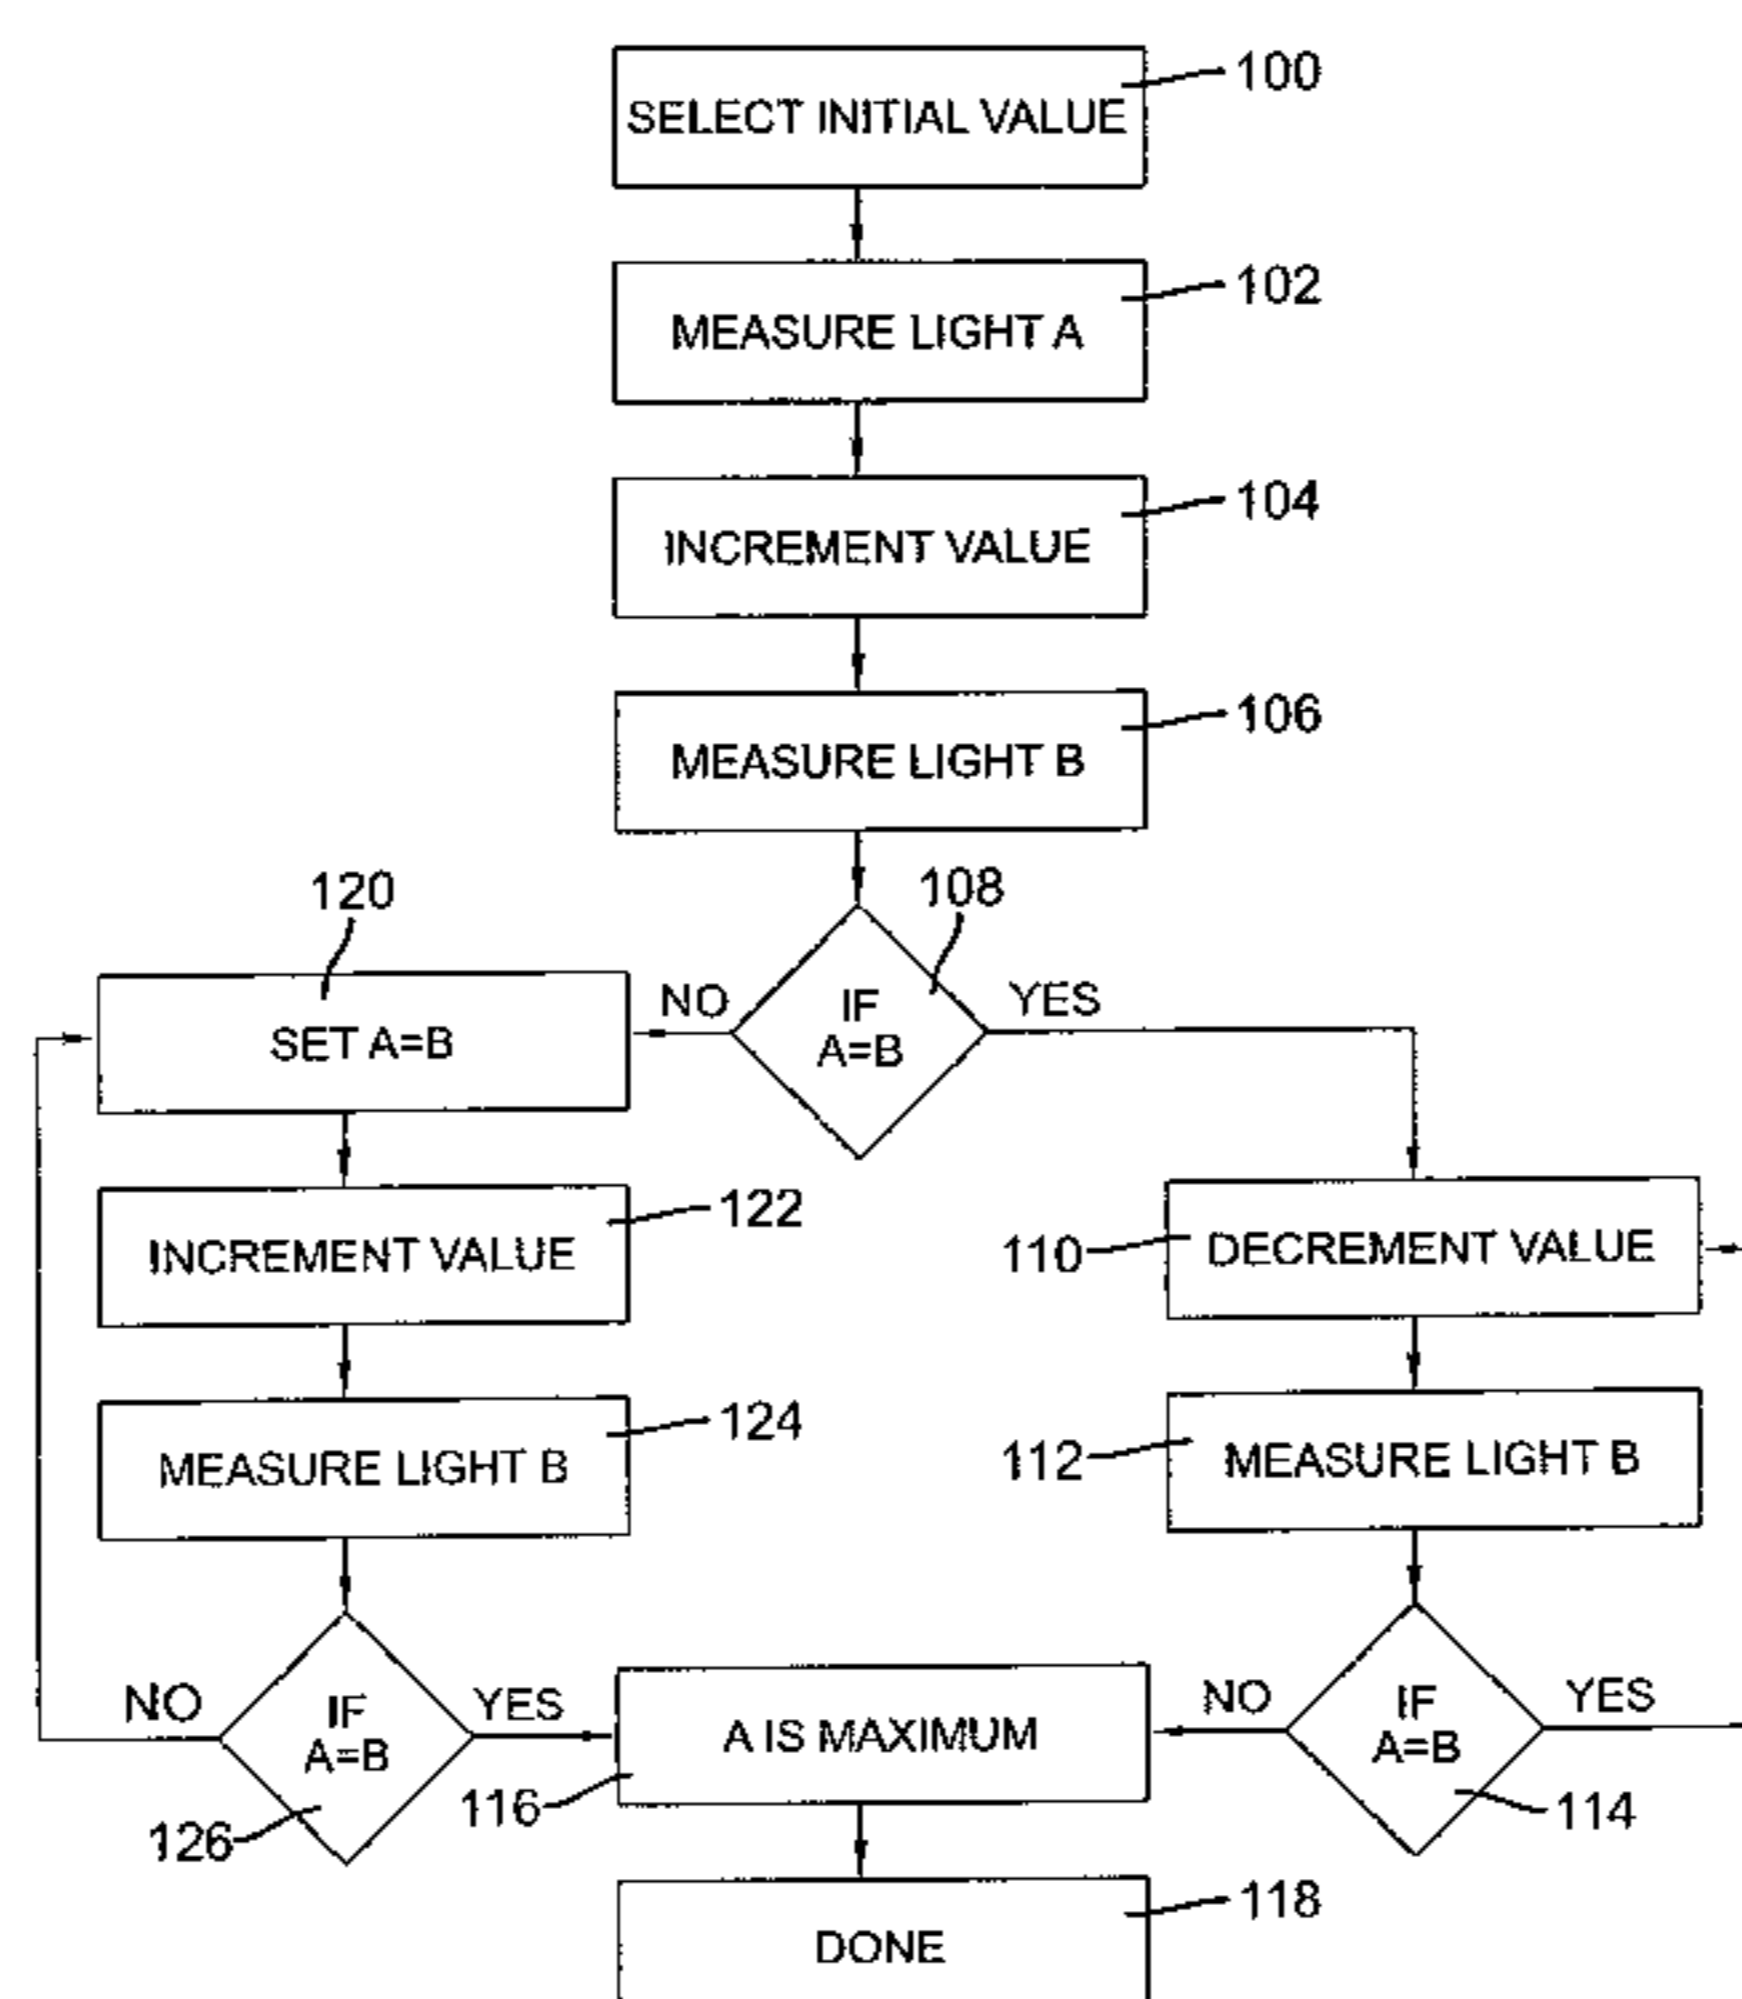 100
SELECT INITIAL VALUE
102
MEASURE LIGHT A
104
INCREMENT VALUE
106
MEASURE LIGHT B
120
108
SET A=B
NO
IF
A=B
YES
122
INCREMENT VALUE
110
DECREMENT VALUE
124
MEASURE LIGHT B
112
MEASURE LIGHT B
NO
IF
A=B
YES
126
A IS MAXIMUM
116
NO
IF
A=B
YES
114
118
DONE